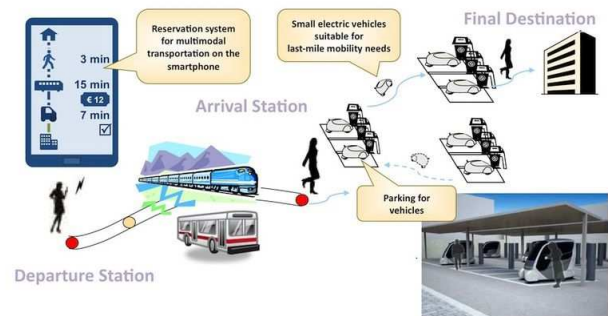 Final Destination
Reservation system
for multimodal
transportation on the
smartphone
Small electric vehicles
suitable for
last-mile mobility needs
3 min
15 min
€ 12
7 min
Arrival Station
Parking for
vehicles
Departure Station